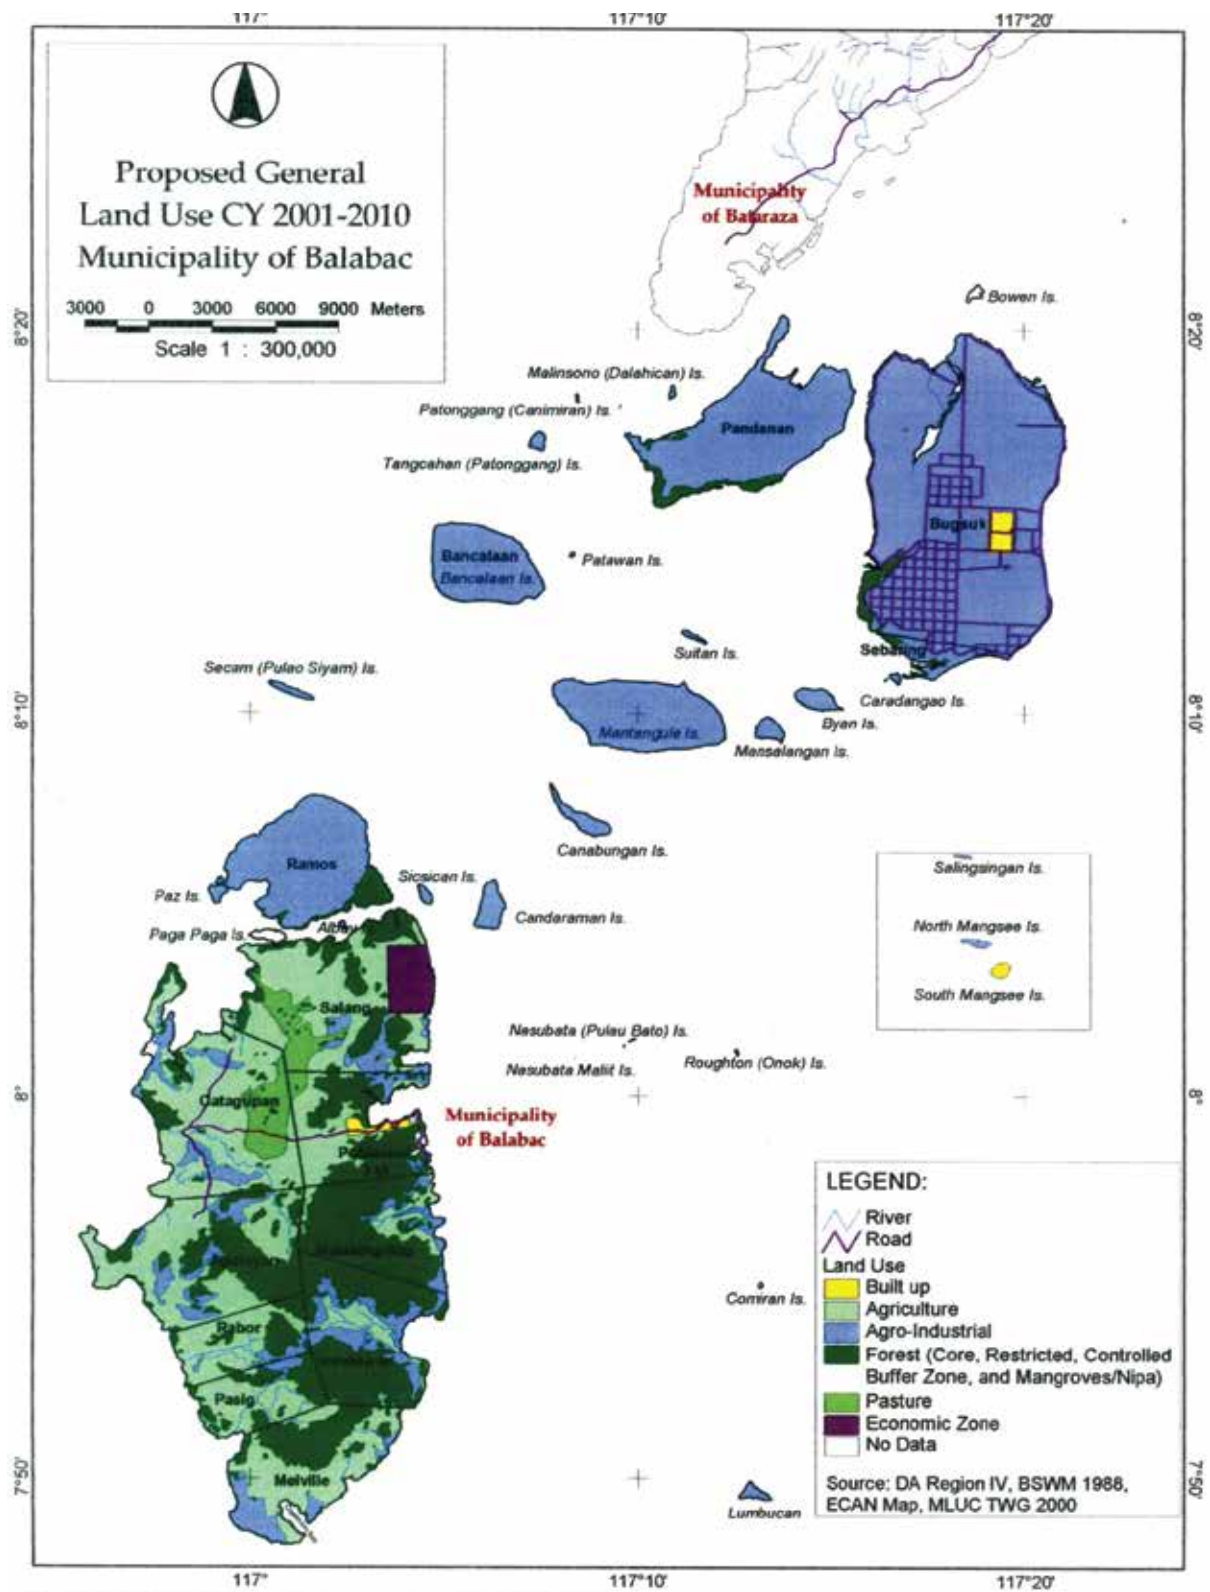 117°
117°10'
117°20'
Proposed General
Land Use CY 2001-2010
Municipality of Balabac
3000 0 3000 6000 9000 Meters
Scale 1 : 300,000
Municipality
of Bataraza
Bowen Is.
8°20'
8°20'
Malinsono (Dalahican) Is.
Patonggang (Canimiran) Is.
Pandanan
Tangcahan (Patonggang) Is.
Bugsuk
Bancalaan
Bancalaan Is.
Patawan Is.
Sebaring
Suitan Is.
Secam (Pulao Siyam) Is.
Caradangao Is.
8°10'
8°10'
Byan Is.
Mantangule Is.
Mansalangan Is.
Canabungan Is.
Ramos
Sicsican Is.
Paz Is.
Candaraman Is.
Paga Paga Is.
Salingsingan Is.
North Mangsee Is.
South Mangsee Is.
Salang
Nasubata (Pulau Bato) Is.
Roughton (Onok) Is.
Nasubata Maliit Is.
8°
8°
Catagupan
Municipality
of Balabac
Rabor
Comiran Is.
Pasig
Melville
7°50'
7°50'
Lumbucan
LEGEND:
River
Road
Land Use
Built up
Agriculture
Agro-Industrial
Forest (Core, Restricted, Controlled
Buffer Zone, and Mangroves/Nipa)
Pasture
Economic Zone
No Data
Source: DA Region IV, BSWM 1988,
ECAN Map, MLUC TWG 2000
117°
117°10'
117°20'